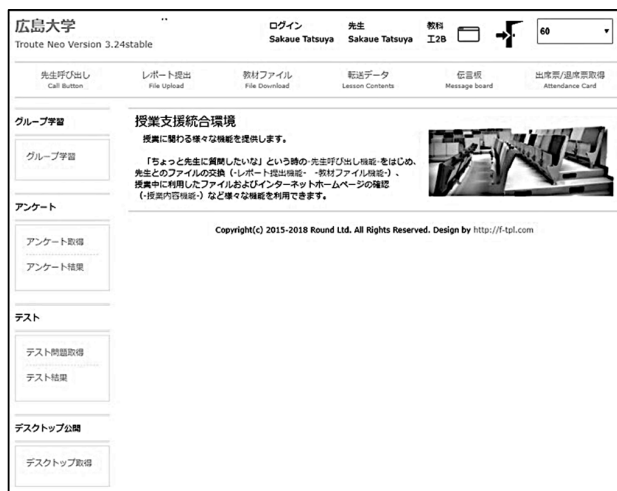 広島大学
Troute Neo Version 3.24stable
ログイン
Sakaue Tatsuya
先生
Sakaue Tatsuya
教科
工2B
60
先生呼び出し
Call Button
レポート提出
File Upload
教材ファイル
File Download
転送データ
Lesson Contents
伝言板
Message board
出席票/退席票取得
Attendance Card
グループ学習
グループ学習
アンケート
アンケート取得
アンケート結果
テスト
テスト問題取得
テスト結果
デスクトップ公開
デスクトップ取得
授業支援統合環境
授業に関わる様々な機能を提供します。
「ちょっと先生に質問したいな」という時の-先生呼び出し機能-をはじめ、
先生とのファイルの交換（-レポート提出機能- -教材ファイル機能-）、
授業中に利用したファイルおよびインターネットホームページの確認
（-授業内容機能-）など様々な機能を利用できます。
Copyright(c) 2015-2018 Round Ltd. All Rights Reserved. Design by http://f-tpl.com